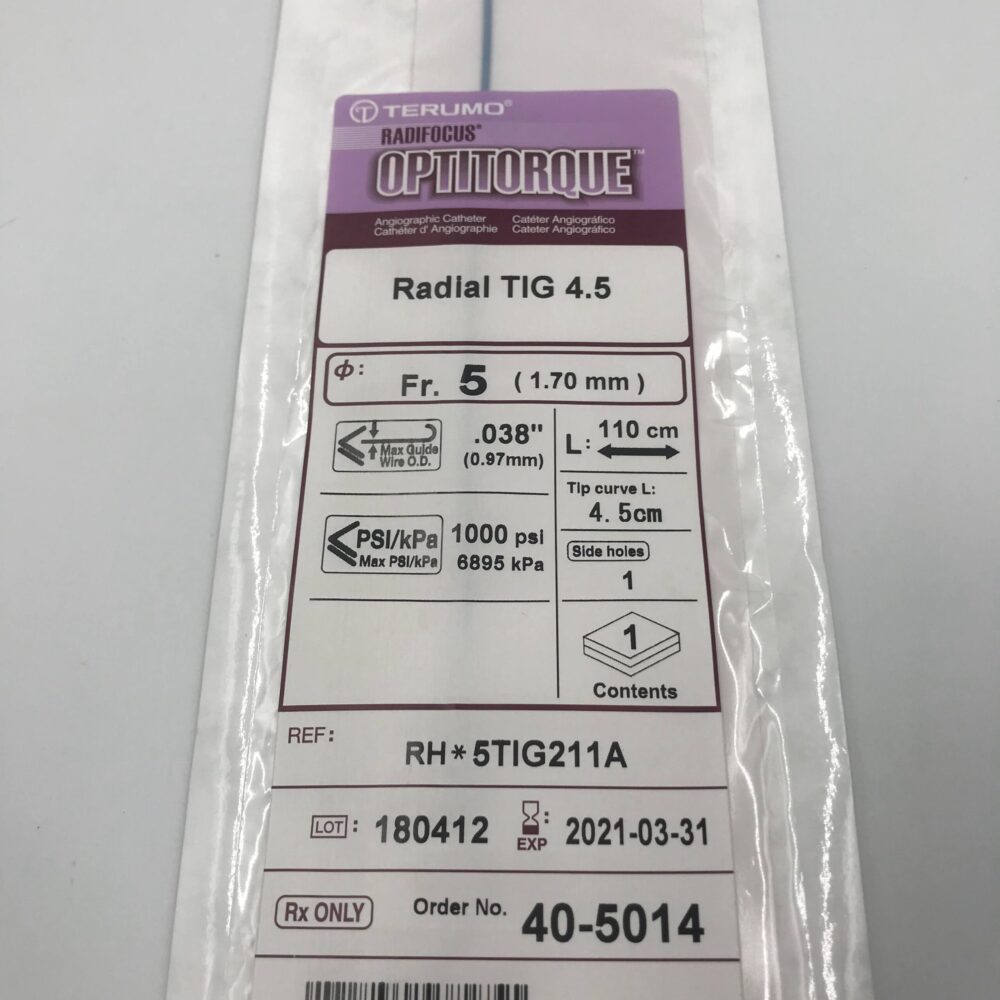 TERUMO®
RADIFOCUS®
OPTITORQUE™
Angiographic Catheter Catéter Angiográfico
Cathéter d' Angiographie Cateter Angiográfico
Radial TIG 4.5
ϕ: Fr. 5 (1.70 mm)
Max Guide Wire O.D.
.038"
(0.97mm)
L: 110 cm
Tip curve L:
4.5cm
PSI/kPa
Max PSI/kPa
1000 psi
6895 kPa
Side holes
1
1
Contents
REF:
RH*5TIG211A
LOT: 180412 EXP: 2021-03-31
Rx ONLY Order No. 40-5014